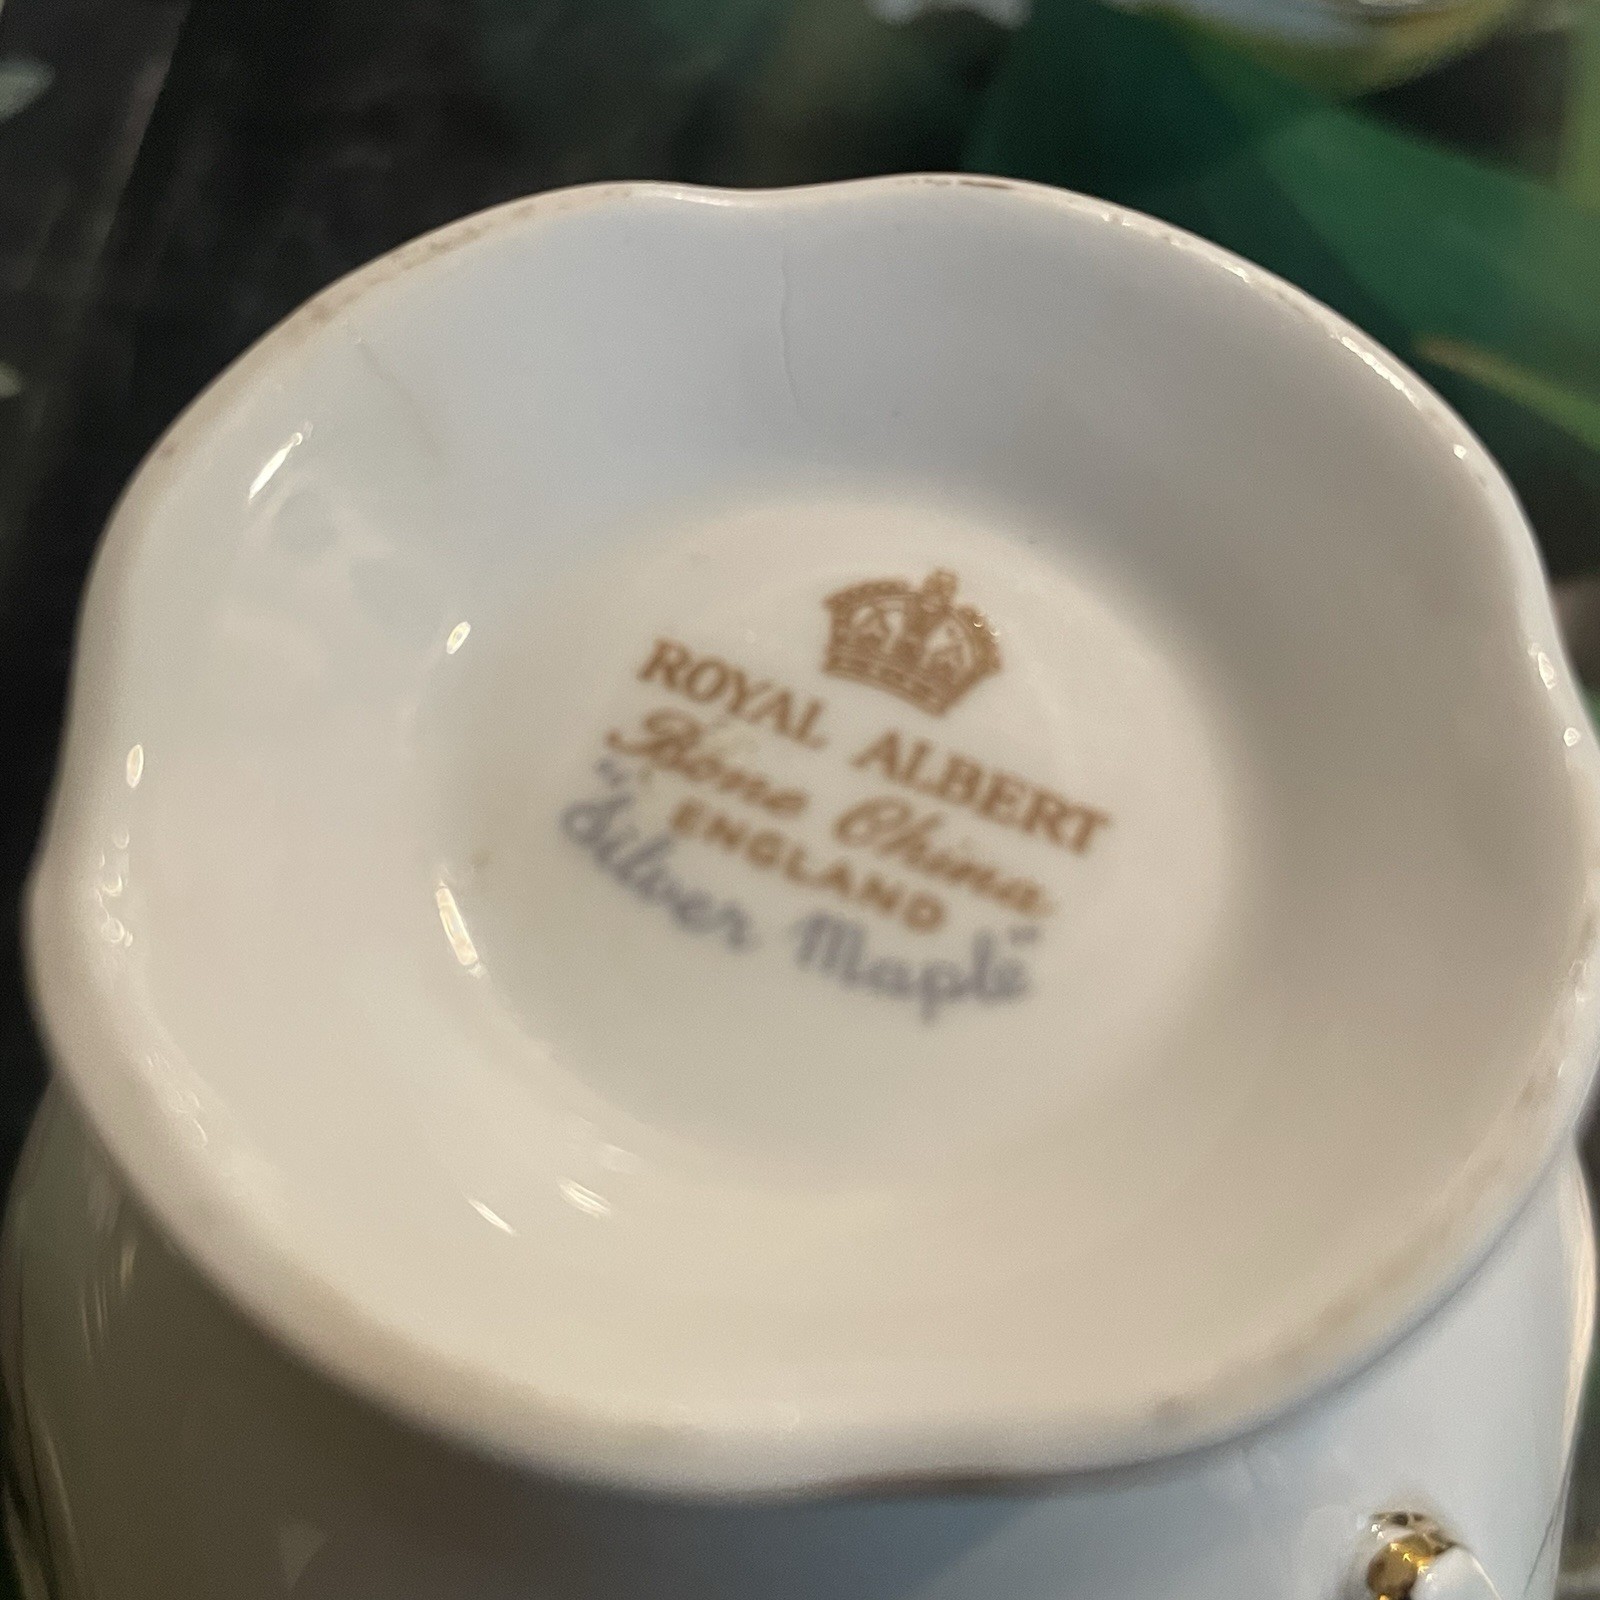 ROYAL ALBERT
Bone China
ENGLAND
"Silver Maple"